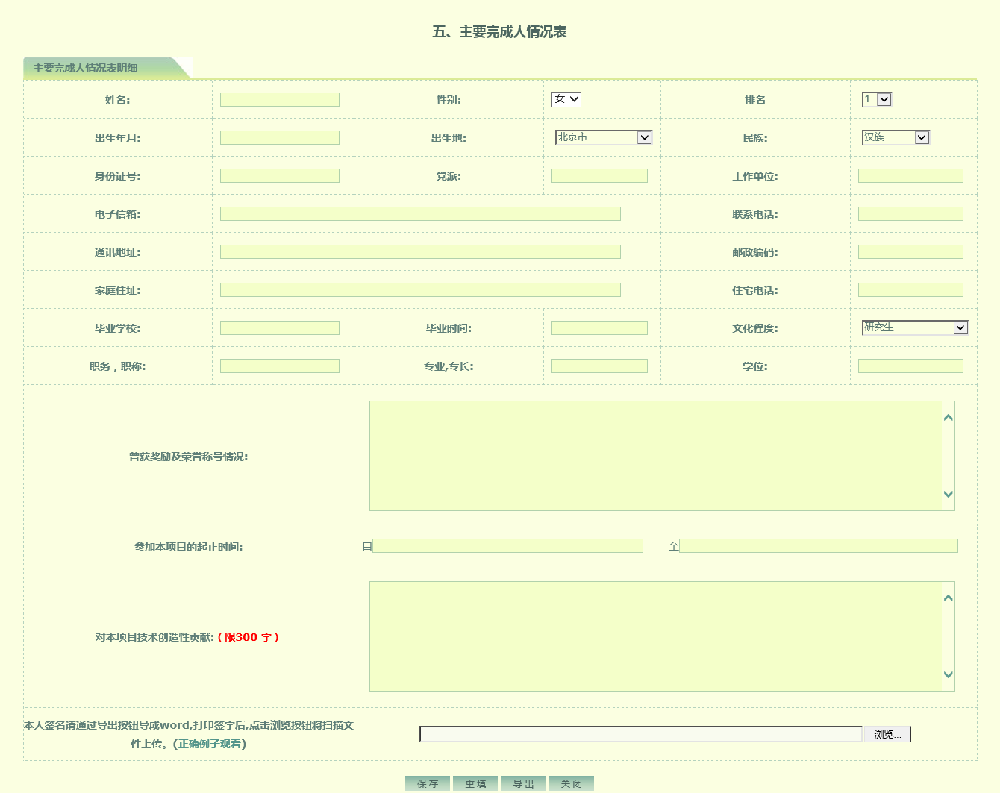 五、主要完成人情况表
主要完成人情况表明细
姓名: 性别: 女 排名 1
出生年月: 出生地: 北京市 民族: 汉族
身份证号: 党派: 工作单位:
电子信箱: 联系电话:
通讯地址: 邮政编码:
家庭住址: 住宅电话:
毕业学校: 毕业时间: 文化程度: 研究生
职务，职称: 专业,专长: 学位:
曾获奖励及荣誉称号情况:
参加本项目的起止时间: 自 至
对本项目技术创造性贡献:（限300 字）
本人签名请通过导出按钮导成word,打印签字后,点击浏览按钮将扫描文
件上传。(正确例子观看)
浏览...
保存 重填 导出 关闭